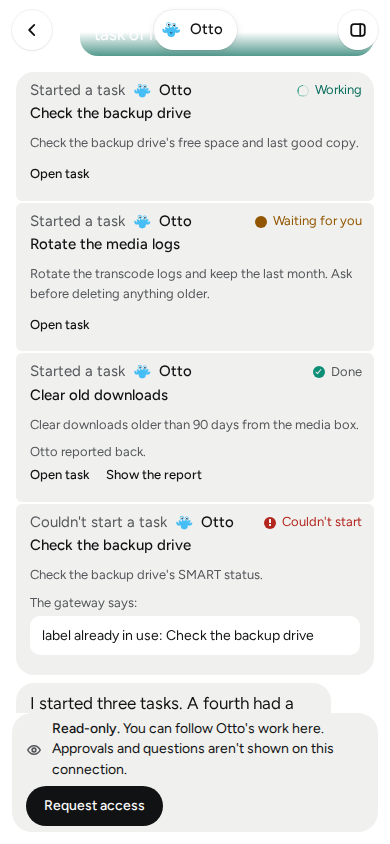 task of
Otto
Started a task Otto Working
Check the backup drive
Check the backup drive's free space and last good copy.
Open task
Started a task Otto Waiting for you
Rotate the media logs
Rotate the transcode logs and keep the last month. Ask
before deleting anything older.
Open task
Started a task Otto Done
Clear old downloads
Clear downloads older than 90 days from the media box.
Otto reported back.
Open task Show the report
Couldn't start a task Otto Couldn't start
Check the backup drive
Check the backup drive's SMART status.
The gateway says:
label already in use: Check the backup drive
I started three tasks. A fourth had a
Read-only. You can follow Otto's work here.
Approvals and questions aren't shown on this
connection.
Request access